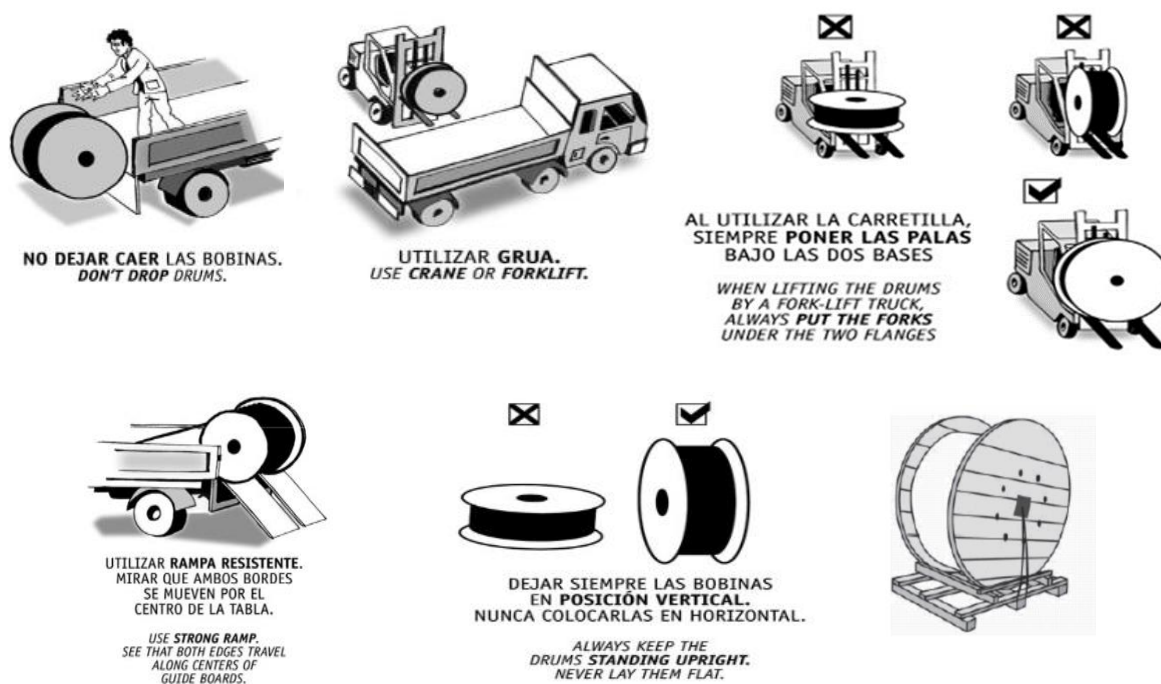 NO DEJAR CAER LAS BOBINAS.
DON'T DROP DRUMS.
UTILIZAR GRUA.
USE CRANE OR FORKLIFT.
AL UTILIZAR LA CARRETILLA,
SIEMPRE PONER LAS PALAS
BAJO LAS DOS BASES
WHEN LIFTING THE DRUMS
BY A FORK-LIFT TRUCK,
ALWAYS PUT THE FORKS
UNDER THE TWO FLANGES
UTILIZAR RAMPA RESISTENTE.
MIRAR QUE AMBOS BORDES
SE MUEVEN POR EL
CENTRO DE LA TABLA.
USE STRONG RAMP.
SEE THAT BOTH EDGES TRAVEL
ALONG CENTERS OF
GUIDE BOARDS.
DEJAR SIEMPRE LAS BOBINAS
EN POSICIÓN VERTICAL.
NUNCA COLOCARLAS EN HORIZONTAL.
ALWAYS KEEP THE
DRUMS STANDING UPRIGHT.
NEVER LAY THEM FLAT.